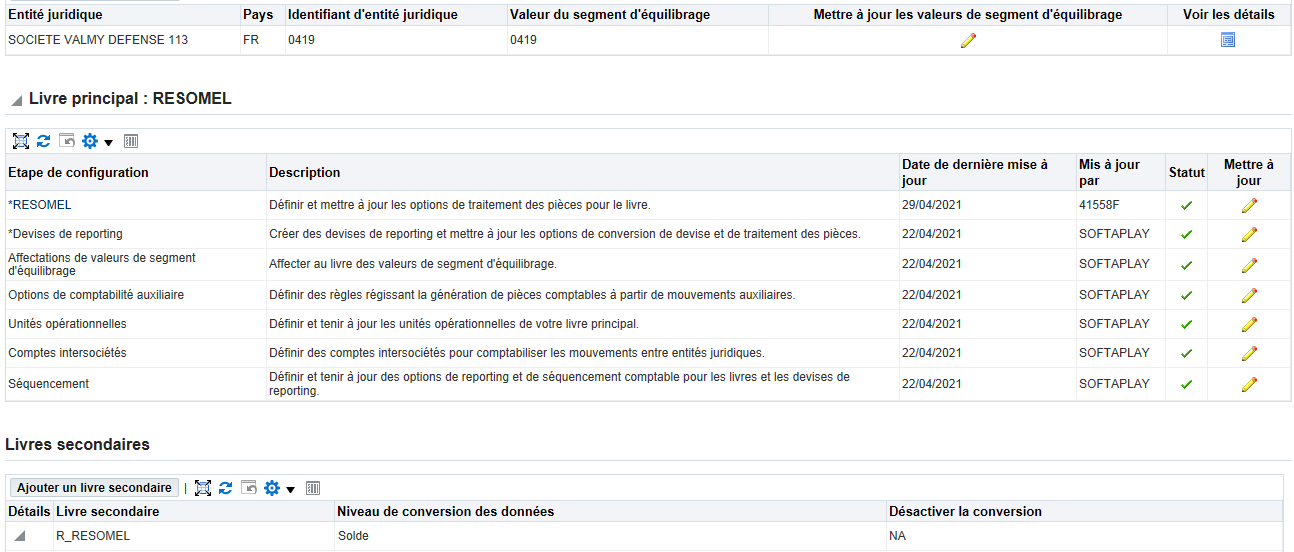 Entité juridique Pays Identifiant d'entité juridique Valeur du segment d'équilibrage Mettre à jour les valeurs de segment d'équilibrage Voir les détails
SOCIETE VALMY DEFENSE 113 FR 0419 0419
Livre principal : RESOMEL
Etape de configuration Description Date de dernière mise à jour Mis à jour par Statut Mettre à jour
*RESOMEL Définir et mettre à jour les options de traitement des pièces pour le livre. 29/04/2021 41558F
*Devises de reporting Créer des devises de reporting et mettre à jour les options de conversion de devise et de traitement des pièces. 22/04/2021 SOFTAPLAY
Affectations de valeurs de segment d'équilibrage Affecter au livre des valeurs de segment d'équilibrage. 22/04/2021 SOFTAPLAY
Options de comptabilité auxiliaire Définir des règles régissant la génération de pièces comptables à partir de mouvements auxiliaires. 22/04/2021 SOFTAPLAY
Unités opérationnelles Définir et tenir à jour les unités opérationnelles de votre livre principal. 22/04/2021 SOFTAPLAY
Comptes intersociétés Définir des comptes intersociétés pour comptabiliser les mouvements entre entités juridiques. 22/04/2021 SOFTAPLAY
Séquencement Définir et tenir à jour des options de reporting et de séquencement comptable pour les livres et les devises de reporting. 22/04/2021 SOFTAPLAY
Livres secondaires
Ajouter un livre secondaire |
Détails Livre secondaire Niveau de conversion des données Désactiver la conversion
R_RESOMEL Solde NA